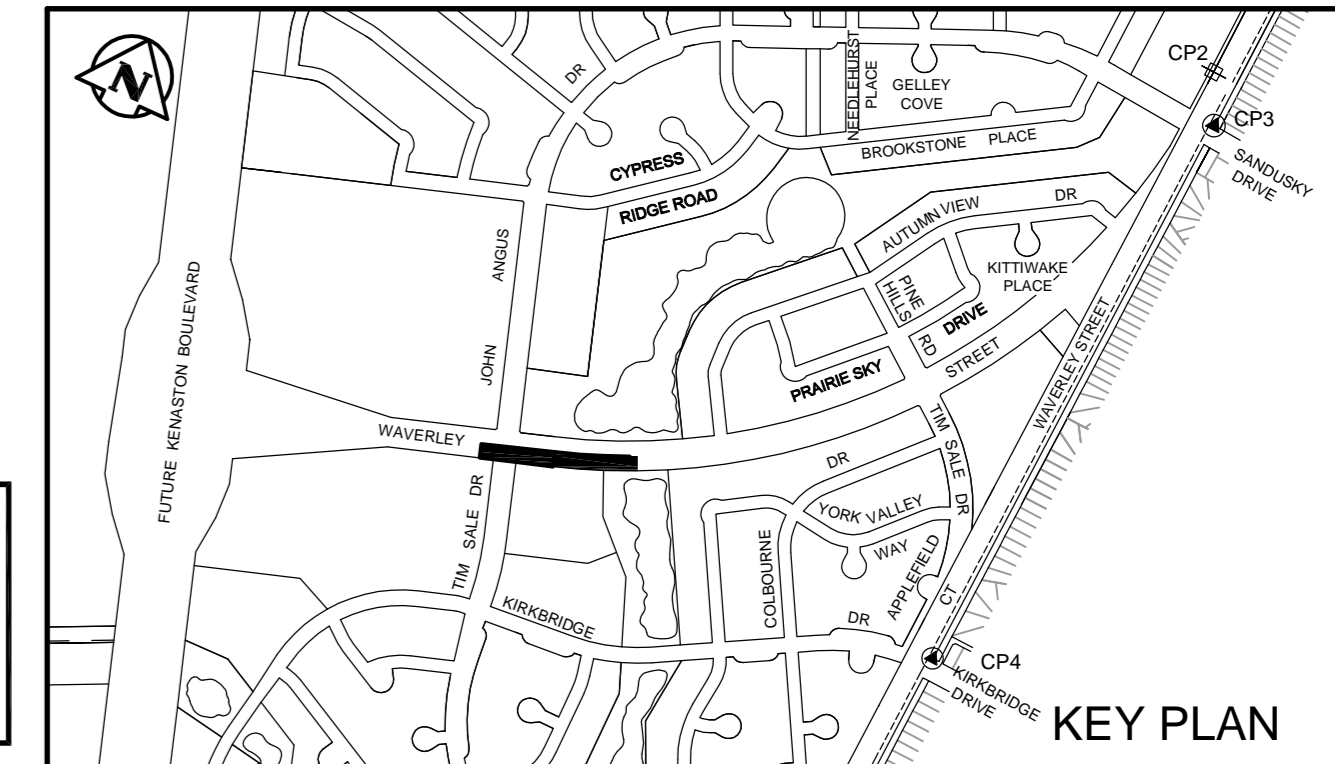 N
DR
NEEDLEHURST
PLACE
GELLEY
COVE
CP2
CP3
SANDUSKY
DRIVE
BROOKSTONE PLACE
CYPRESS
RIDGE ROAD
AUTUMN VIEW DR
KITTIWAKE
PLACE
PINE
HILLS
RD
DRIVE
PRAIRIE SKY
STREET
WAVERLEY STREET
JOHN ANGUS
FUTURE KENASTON BOULEVARD
WAVERLEY
TIM SALE DR
TIM SALE DR
DR
YORK VALLEY
WAY
COLBOURNE
APPLEFIELD
CT
KIRKBRIDGE
DR
CP4
KIRKBRIDGE
DRIVE
KEY PLAN